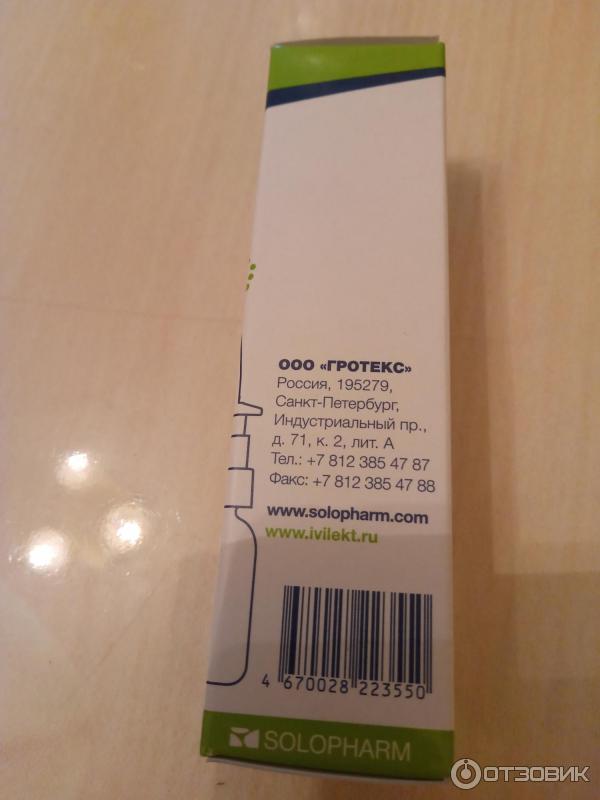 ООО «ГРОТЕКС»
Россия, 195279,
Санкт-Петербург,
Индустриальный пр.,
д. 71, к. 2, лит. А
Тел.: +7 812 385 47 87
Факс: +7 812 385 47 88
www.solopharm.com
www.ivilekt.ru
4 670028 223550
SOLOPHARM
ОТЗОВИК